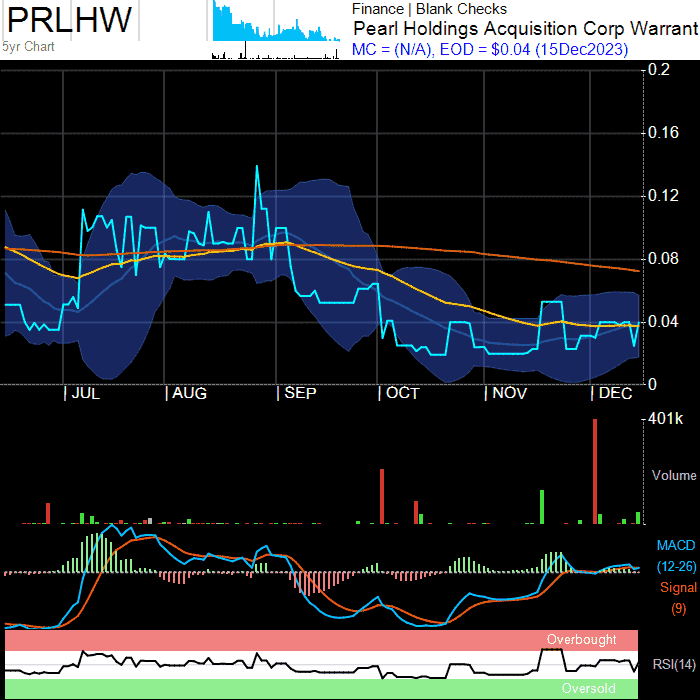 PRLHW
5yr Chart
Finance | Blank Checks
Pearl Holdings Acquisition Corp Warrant
MC = (N/A), EOD = $0.04 (15Dec2023)
0.2
0.16
0.12
0.08
0.04
0
| JUL | AUG | SEP | OCT | NOV | DEC
401k
Volume
MACD
(12-26)
Signal
(9)
Overbought
RSI(14)
Oversold